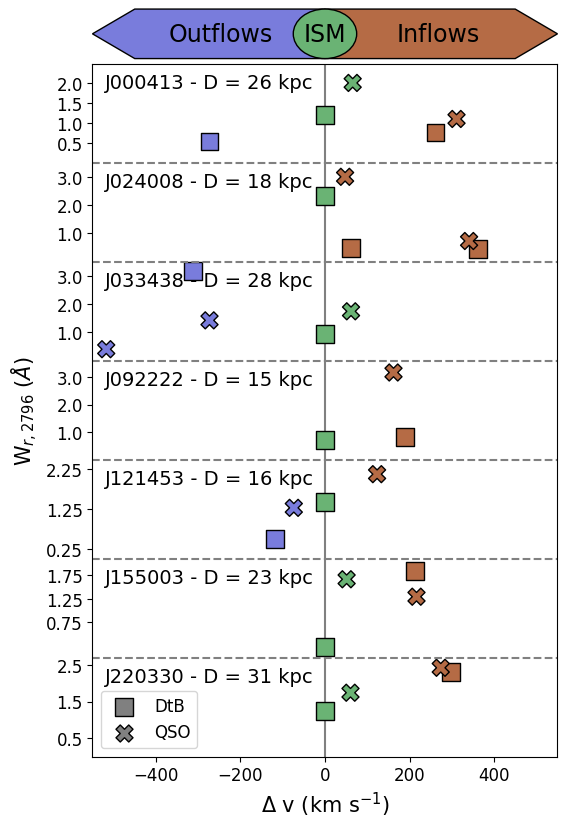 Outflows ISM Inflows
J000413 - D = 26 kpc
2.0
1.5
1.0
0.5
J024008 - D = 18 kpc
3.0
2.0
1.0
J033438 - D = 28 kpc
3.0
2.0
1.0
J092222 - D = 15 kpc
3.0
2.0
1.0
J121453 - D = 16 kpc
2.25
1.25
0.25
J155003 - D = 23 kpc
1.75
1.25
0.75
J220330 - D = 31 kpc
2.5
1.5
0.5
DtB
QSO
W_{r, 2796} (Å)
−400 −200 0 200 400
Δ v (km s⁻¹)